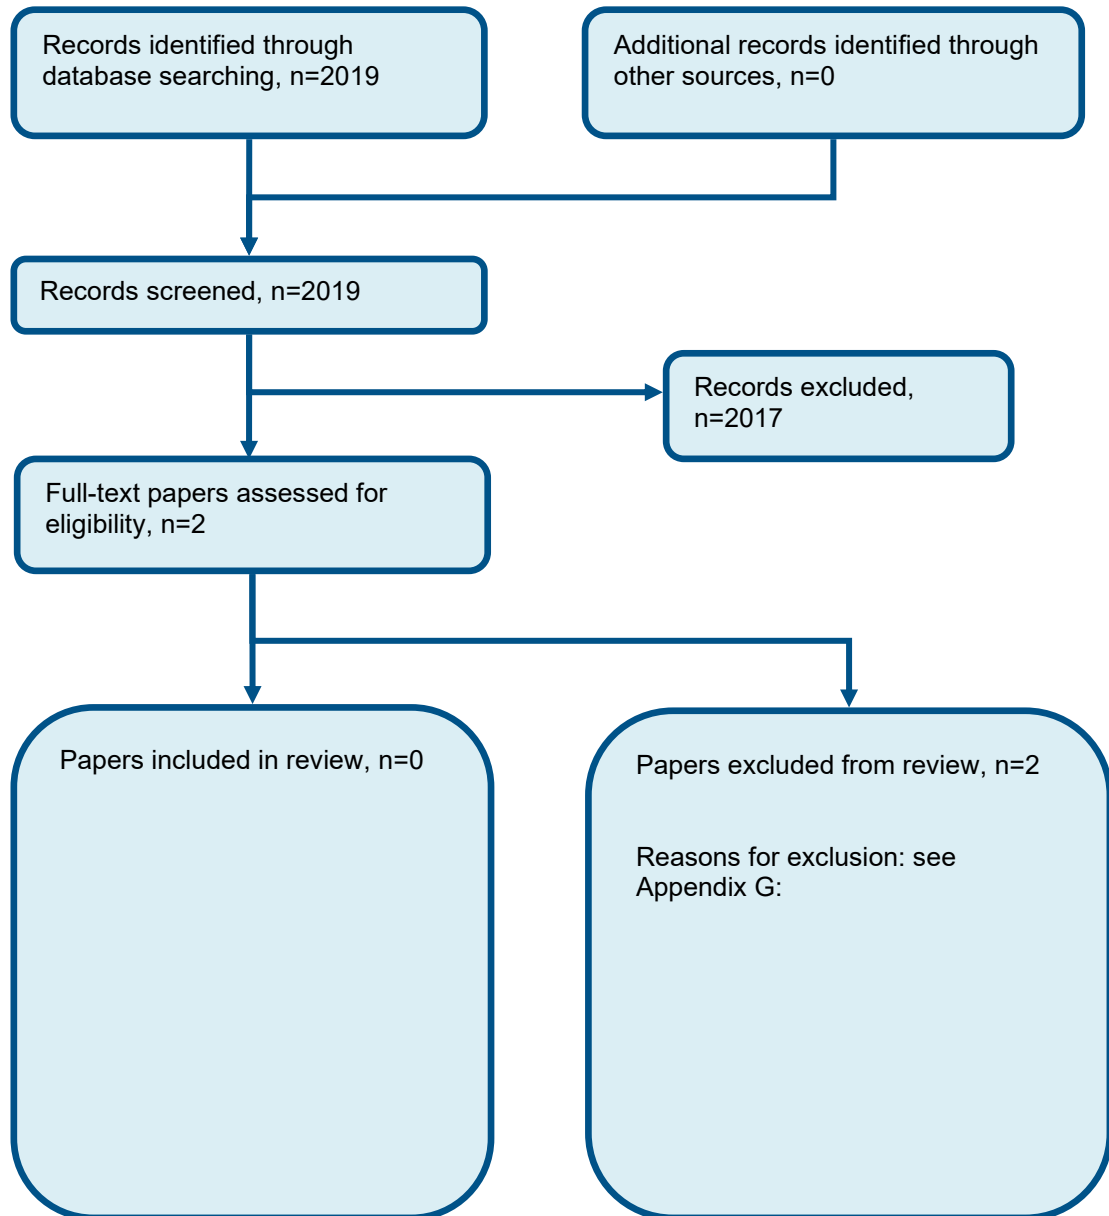 Records identified through
database searching, n=2019
Additional records identified through
other sources, n=0
Records screened, n=2019
Records excluded,
n=2017
Full-text papers assessed for
eligibility, n=2
Papers included in review, n=0
Papers excluded from review, n=2
Reasons for exclusion: see
Appendix G: